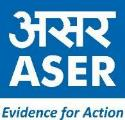 असर
ASER
Evidence for Action